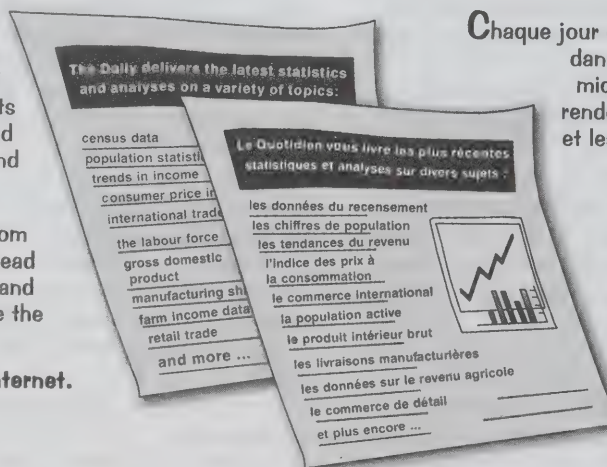 ts
d
nd
om
ead
and
e the
ternet.
The Daily delivers the latest statistics
and analyses on a variety of topics:
census data
population statisti
trends in income
consumer price in
international trade
the labour force
gross domestic
product
manufacturing sh
farm income data
retail trade
and more ...
Le Quotidien vous livre les plus récentes
statistiques et analyses sur divers sujets :
les données du recensement
les chiffres de population
les tendances du revenu
l'indice des prix à
la consommation
le commerce international
la population active
le produit intérieur brut
les livraisons manufacturières
les données sur le revenu agricole
le commerce de détail
et plus encore ...
Chaque jour
dan
mid
rende
et les